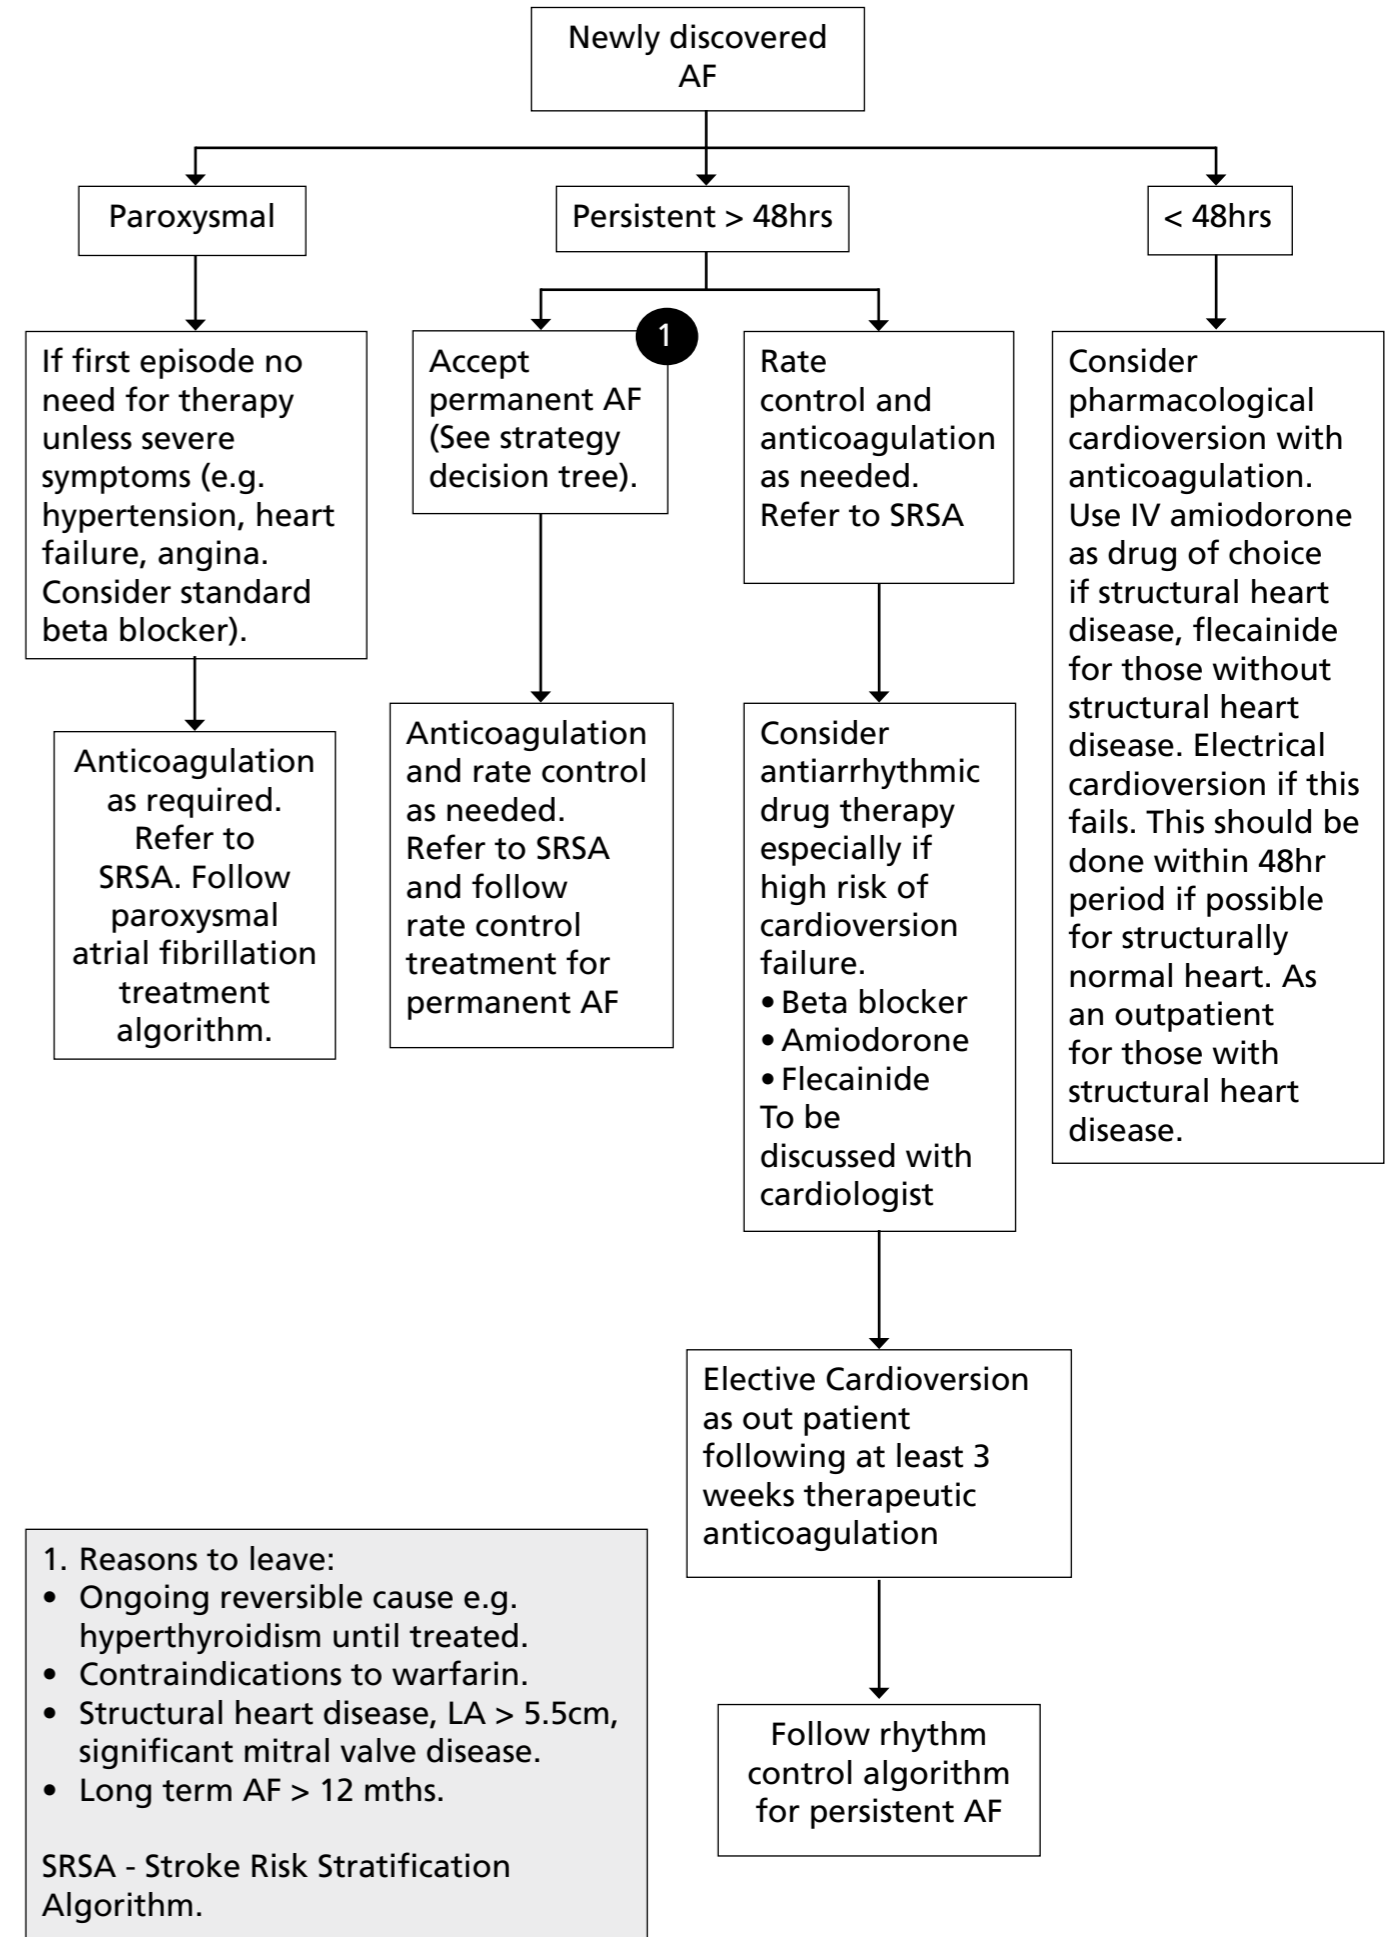 Newly discovered
AF
Paroxysmal
Persistent > 48hrs
< 48hrs
If first episode no
need for therapy
unless severe
symptoms (e.g.
hypertension, heart
failure, angina.
Consider standard
beta blocker).
1
Accept
permanent AF
(See strategy
decision tree).
Rate
control and
anticoagulation
as needed.
Refer to SRSA
Consider
pharmacological
cardioversion with
anticoagulation.
Use IV amiodorone
as drug of choice
if structural heart
disease, flecainide
for those without
structural heart
disease. Electrical
cardioversion if this
fails. This should be
done within 48hr
period if possible
for structurally
normal heart. As
an outpatient
for those with
structural heart
disease.
Anticoagulation
as required.
Refer to
SRSA. Follow
paroxysmal
atrial fibrillation
treatment
algorithm.
Anticoagulation
and rate control
as needed.
Refer to SRSA
and follow
rate control
treatment for
permanent AF
Consider
antiarrhythmic
drug therapy
especially if
high risk of
cardioversion
failure.
• Beta blocker
• Amiodorone
• Flecainide
To be
discussed with
cardiologist
Elective Cardioversion
as out patient
following at least 3
weeks therapeutic
anticoagulation
Follow rhythm
control algorithm
for persistent AF
1. Reasons to leave:
• Ongoing reversible cause e.g.
hyperthyroidism until treated.
• Contraindications to warfarin.
• Structural heart disease, LA > 5.5cm,
significant mitral valve disease.
• Long term AF > 12 mths.
SRSA - Stroke Risk Stratification
Algorithm.